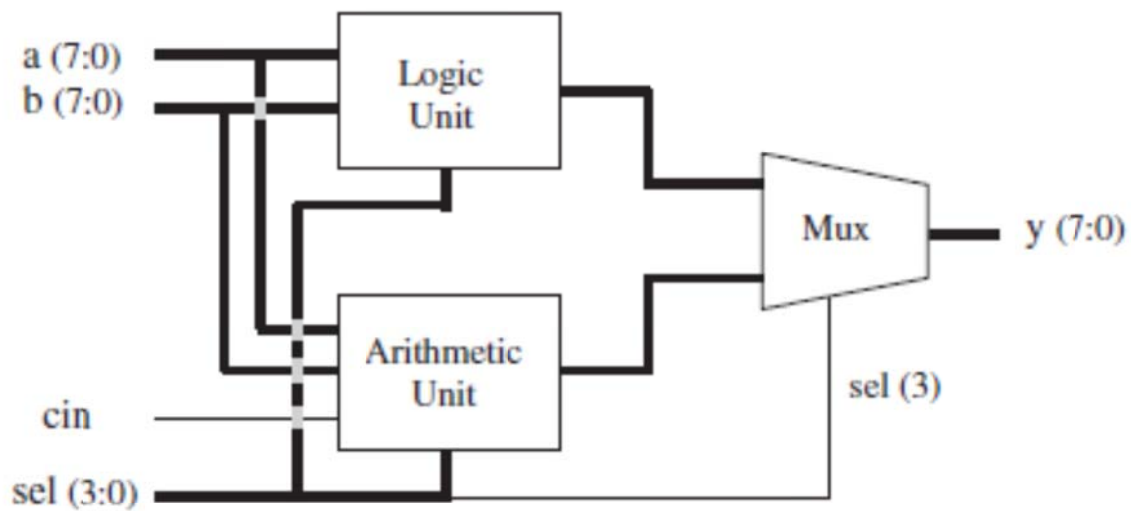 a (7:0)
b (7:0)
Logic
Unit
Mux
y (7:0)
Arithmetic
Unit
sel (3)
cin
sel (3:0)